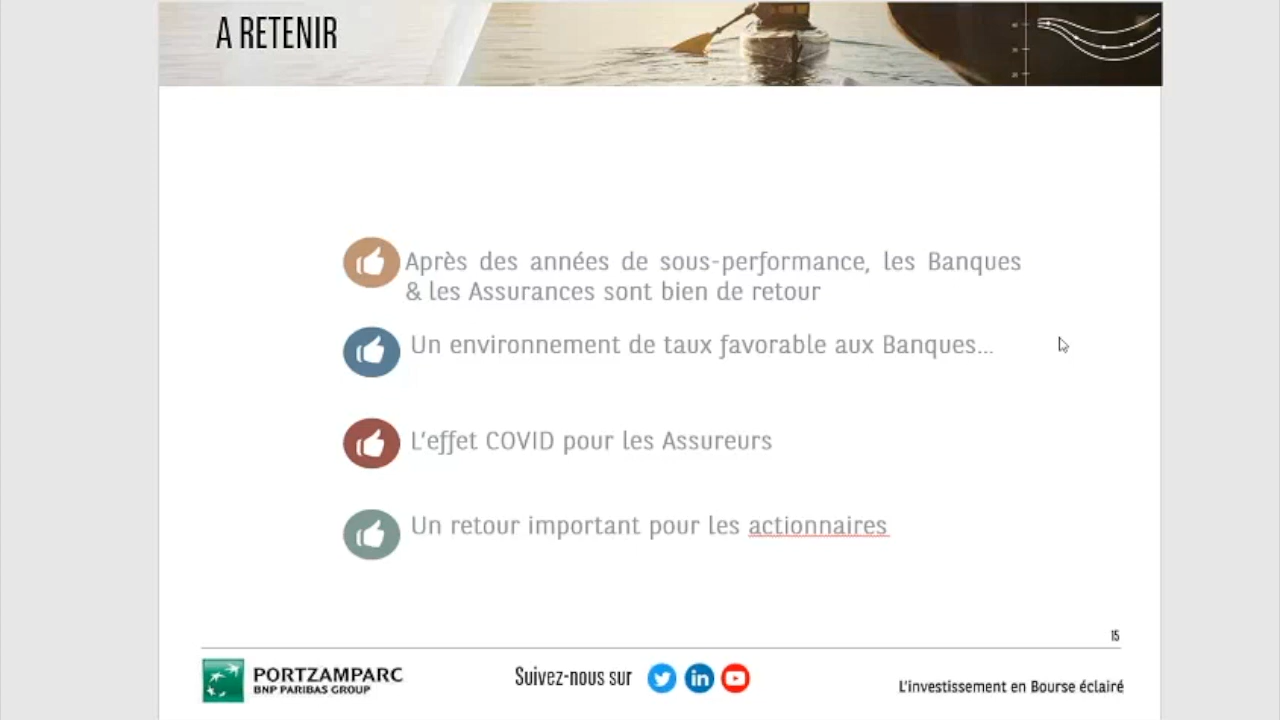 A RETENIR
Après des années de sous-performance, les Banques
& les Assurances sont bien de retour
Un environnement de taux favorable aux Banques...
L'effet COVID pour les Assureurs
Un retour important pour les actionnaires
15
PORTZAMPARC
BNP PARIBAS GROUP
Suivez-nous sur
in
L'investissement en Bourse éclairé